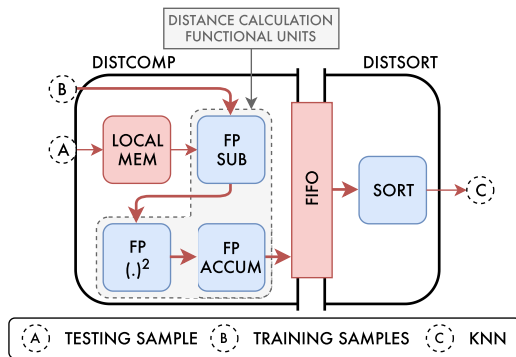 DISTANCE CALCULATION
FUNCTIONAL UNITS
DISTCOMP
DISTSORT
B
A
LOCAL
MEM
FP
SUB
FIFO
SORT
C
FP
(.)²
FP
ACCUM
A TESTING SAMPLE B TRAINING SAMPLES C KNN